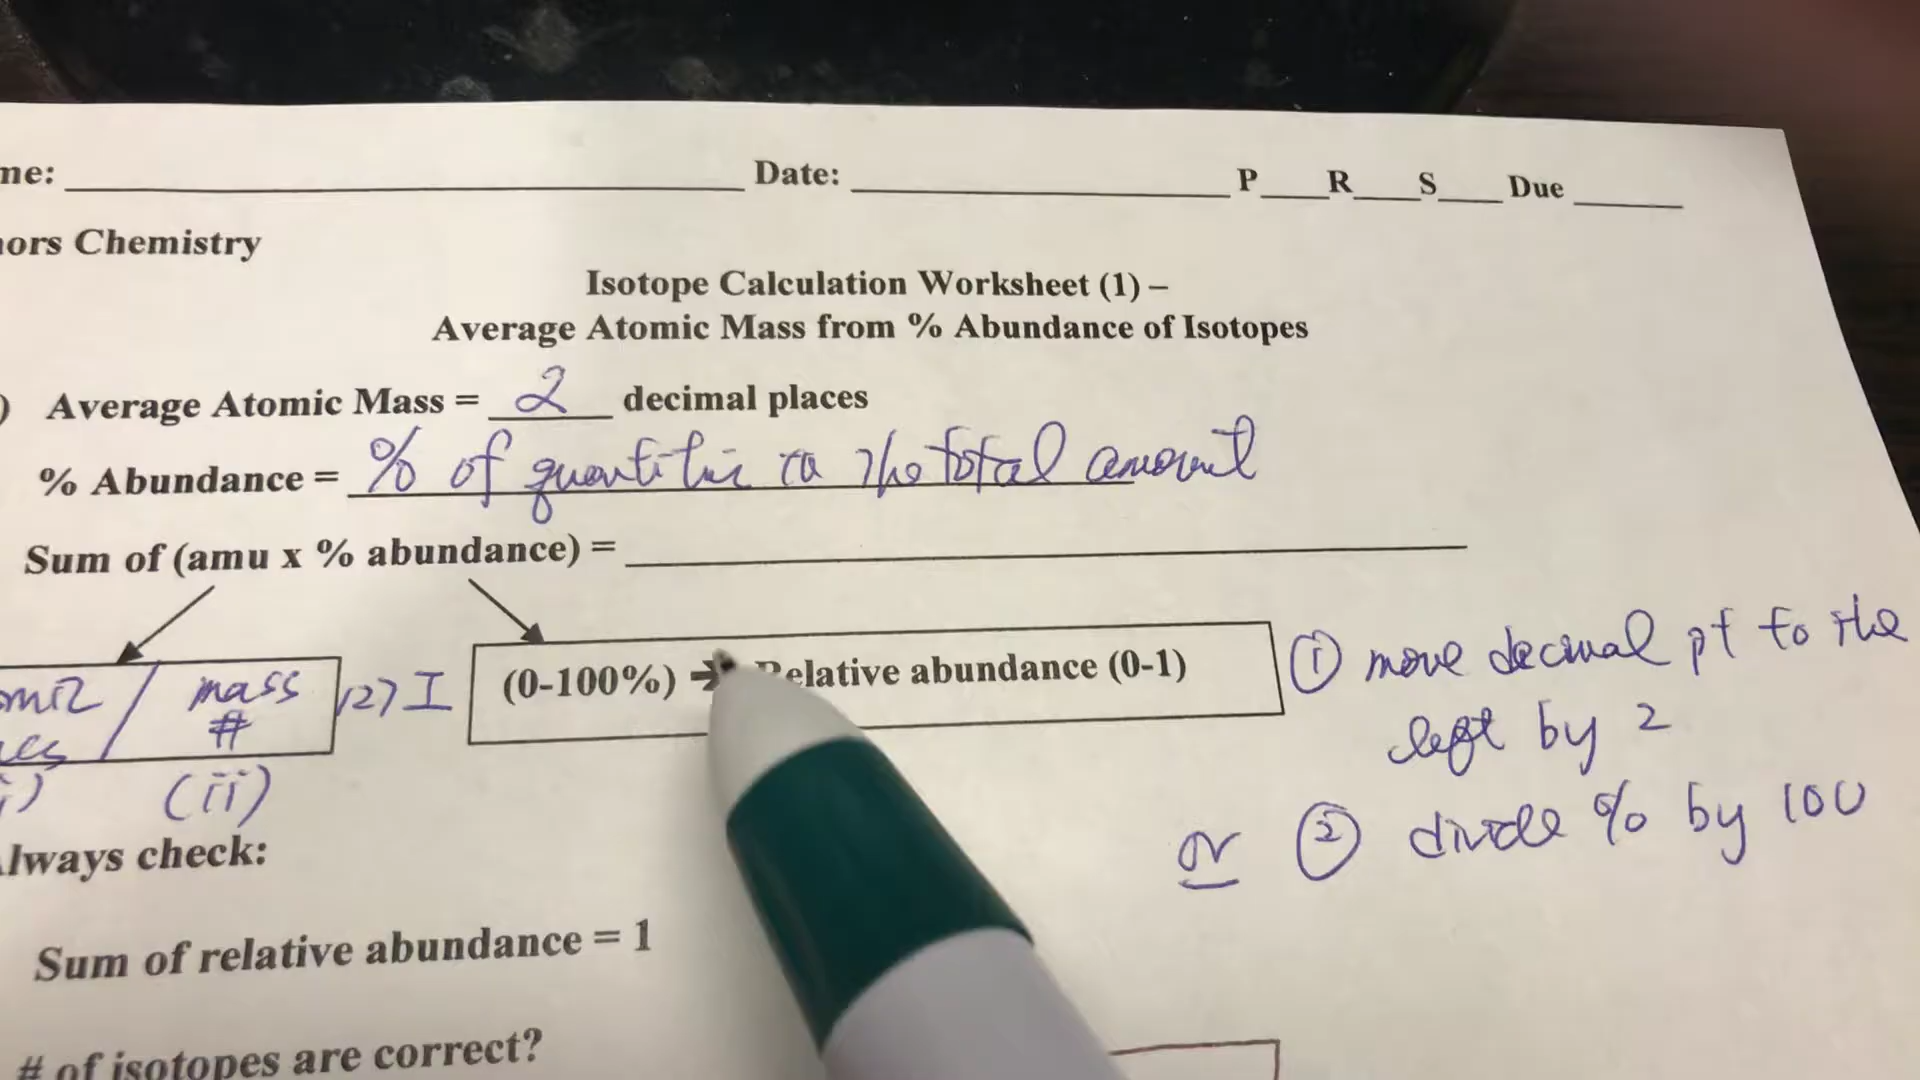 me: Date: P R S Due
ors Chemistry
Isotope Calculation Worksheet (1) –
Average Atomic Mass from % Abundance of Isotopes
) Average Atomic Mass = 2 decimal places
% Abundance = % of to the total amount
Sum of (amu x % abundance) =
/ mass # 127 I
(0-100%) → Relative abundance (0-1)
① move decimal pt to the
left by 2
) (ii)
or ② divide % by 100
Always check:
Sum of relative abundance = 1
# of isotopes are correct?